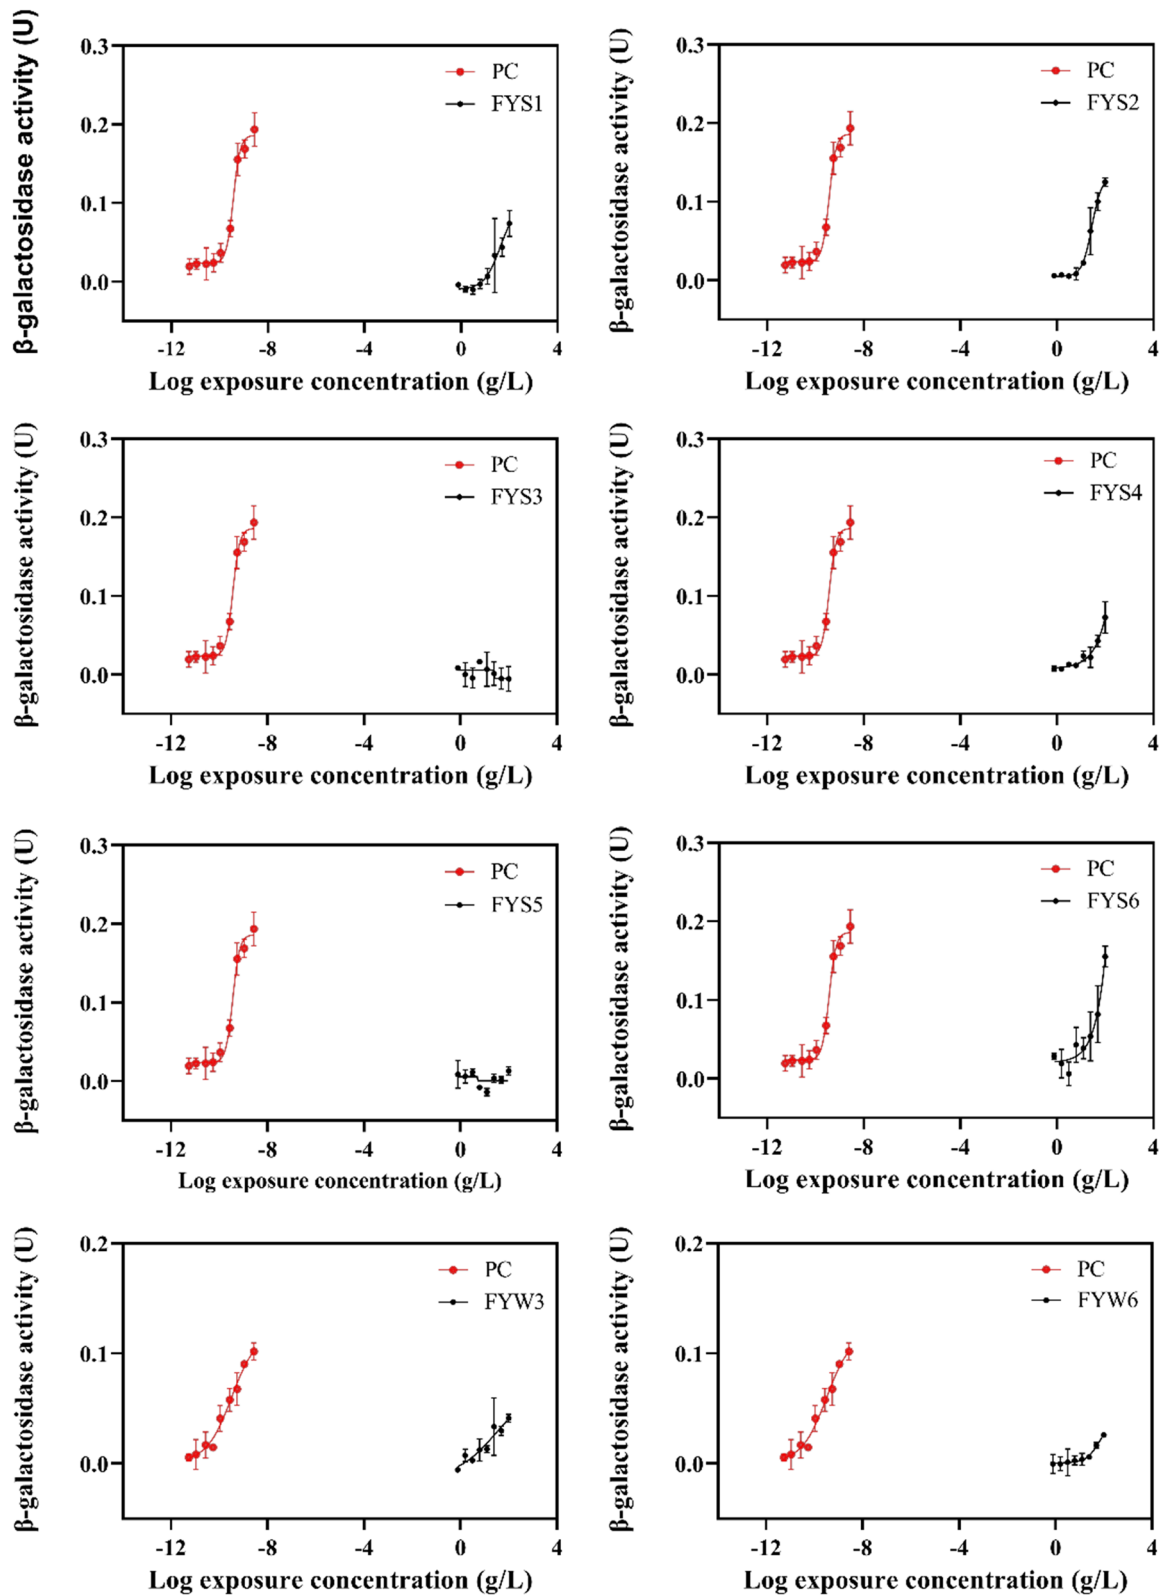 β-galactosidase activity (U)
0.3
0.2
0.1
0.0
PC
FYS1
-12 -8 -4 0 4
Log exposure concentration (g/L)
β-galactosidase activity (U)
0.3
0.2
0.1
0.0
PC
FYS2
-12 -8 -4 0 4
Log exposure concentration (g/L)
β-galactosidase activity (U)
0.3
0.2
0.1
0.0
PC
FYS3
-12 -8 -4 0 4
Log exposure concentration (g/L)
β-galactosidase activity (U)
0.3
0.2
0.1
0.0
PC
FYS4
-12 -8 -4 0 4
Log exposure concentration (g/L)
β-galactosidase activity (U)
0.3
0.2
0.1
0.0
PC
FYS5
-12 -8 -4 0 4
Log exposure concentration (g/L)
β-galactosidase activity (U)
0.3
0.2
0.1
0.0
PC
FYS6
-12 -8 -4 0 4
Log exposure concentration (g/L)
β-galactosidase activity (U)
0.2
0.1
0.0
PC
FYW3
-12 -8 -4 0 4
Log exposure concentration (g/L)
β-galactosidase activity (U)
0.2
0.1
0.0
PC
FYW6
-12 -8 -4 0 4
Log exposure concentration (g/L)